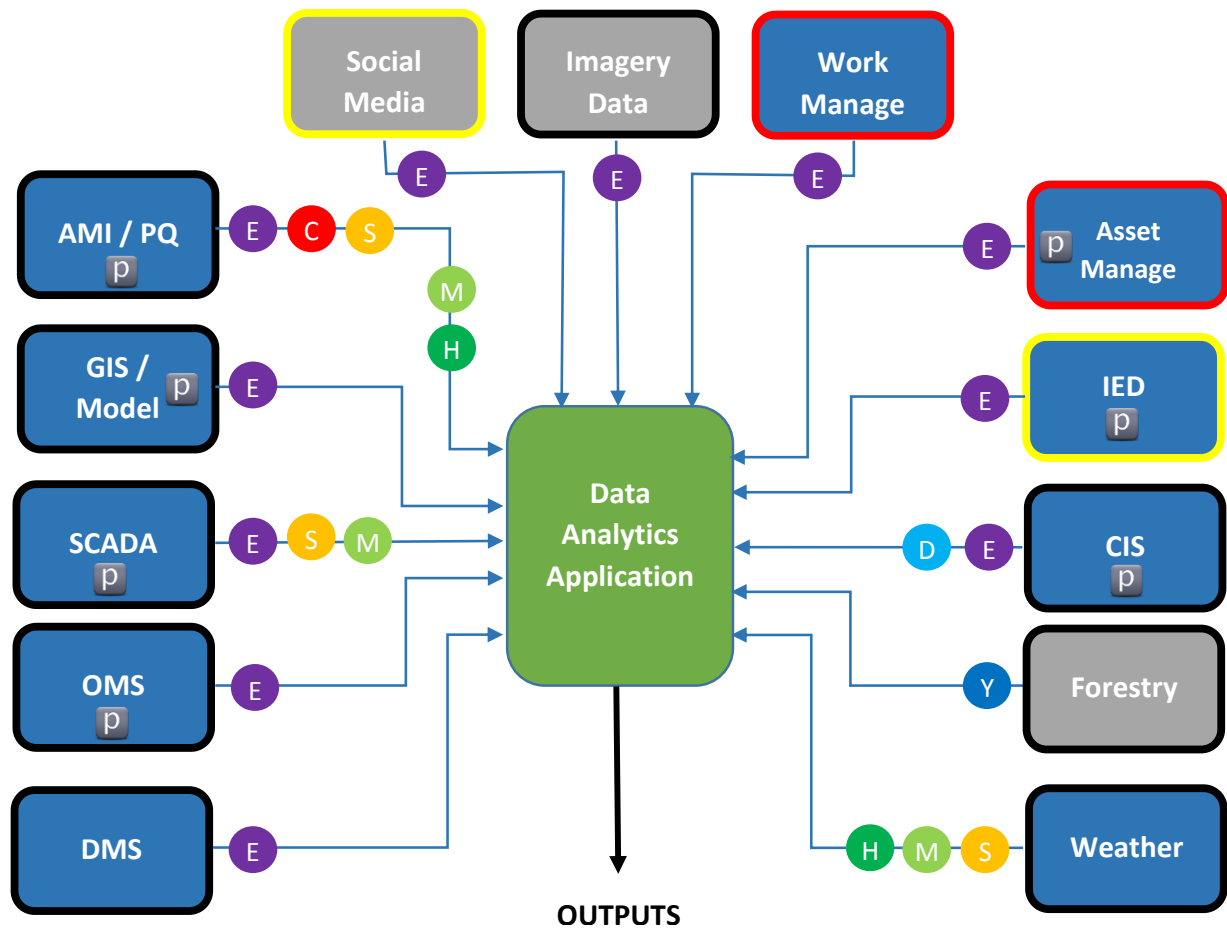 Social
Media
Imagery
Data
Work
Manage
E
E
E
AMI / PQ
p
E C S
M
H
Asset
Manage
p
E
GIS /
Model
p
E
IED
p
E
Data
Analytics
Application
SCADA
p
E S M
CIS
p
D E
OMS
p
E
Forestry
Y
DMS
E
Weather
H M S
OUTPUTS